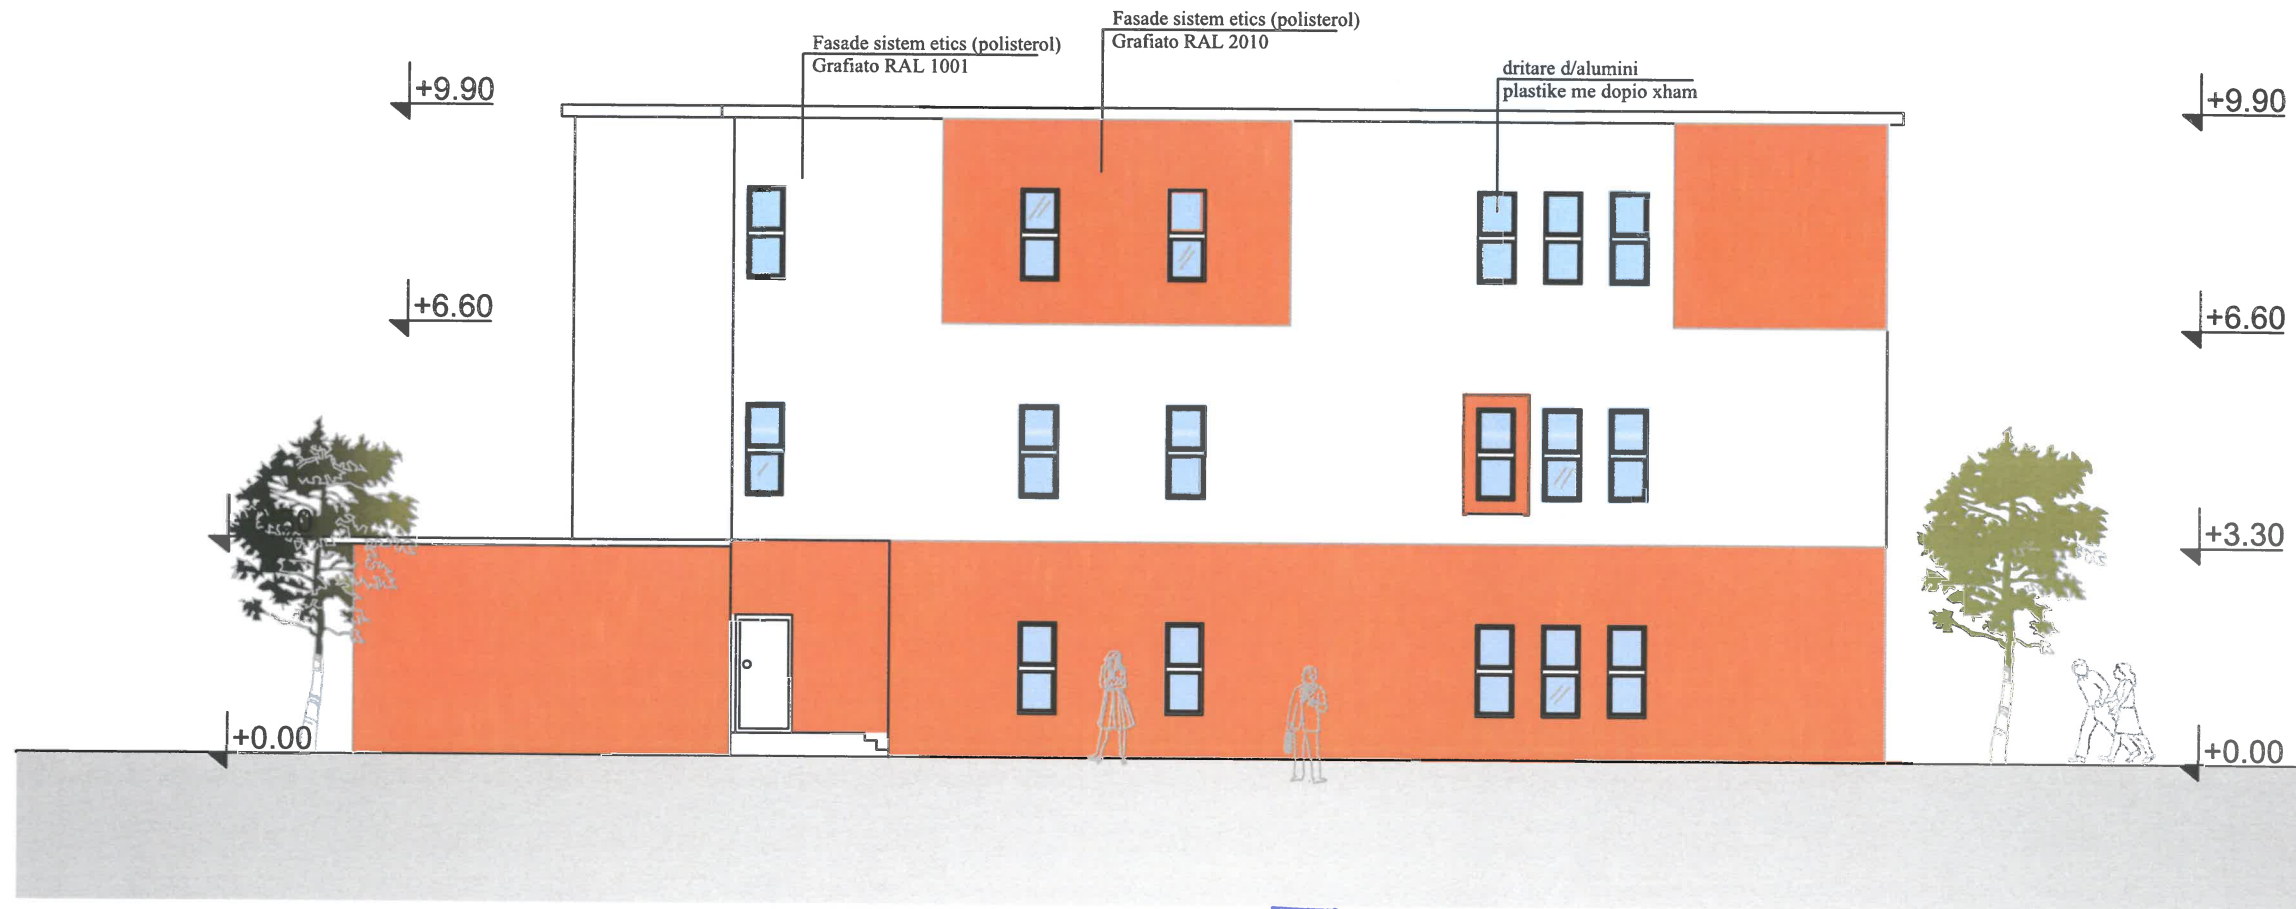 Fasade sistem etics (polisterol)
Grafiato RAL 2010
Fasade sistem etics (polisterol)
Grafiato RAL 1001
dritare d/alumini
plastike me dopio xham
+9.90
+9.90
+6.60
+6.60
+3.30
+0.00
+0.00